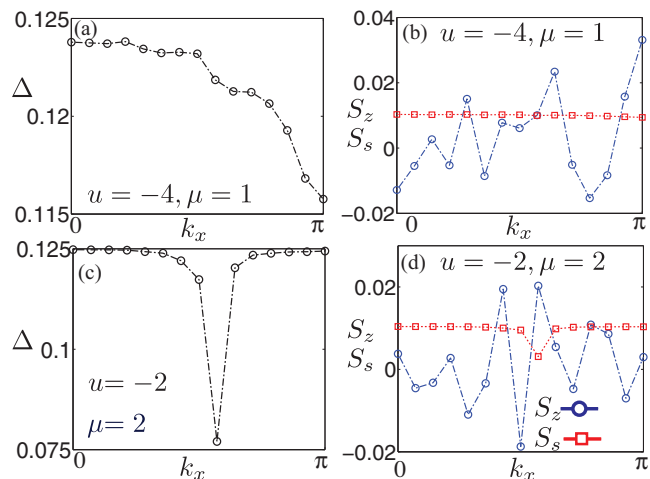 (a)
0.125
Δ
0.12
0.115
u = −4, μ = 1
0
k_x
π
(b)
u = −4, μ = 1
0.04
0.02
S_z
S_s
0
−0.02
0
k_x
π
(c)
0.125
Δ
0.1
0.075
u = −2
μ = 2
0
k_x
π
(d)
u = −2, μ = 2
0.02
S_z
S_s
0
−0.02
S_z
S_s
0
k_x
π